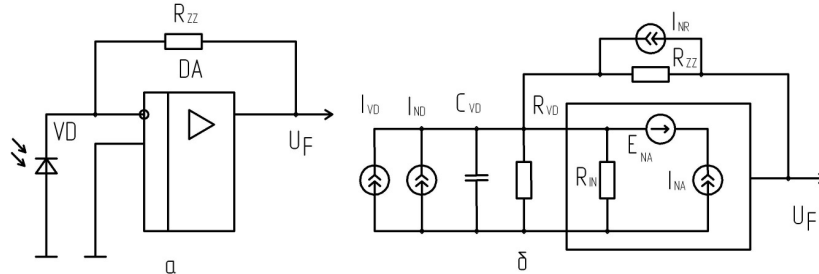 R_ZZ
DA
VD
U_F
а
I_NR
R_ZZ
I_VD
I_ND
C_VD
R_VD
E_NA
R_IN
I_NA
U_F
δ